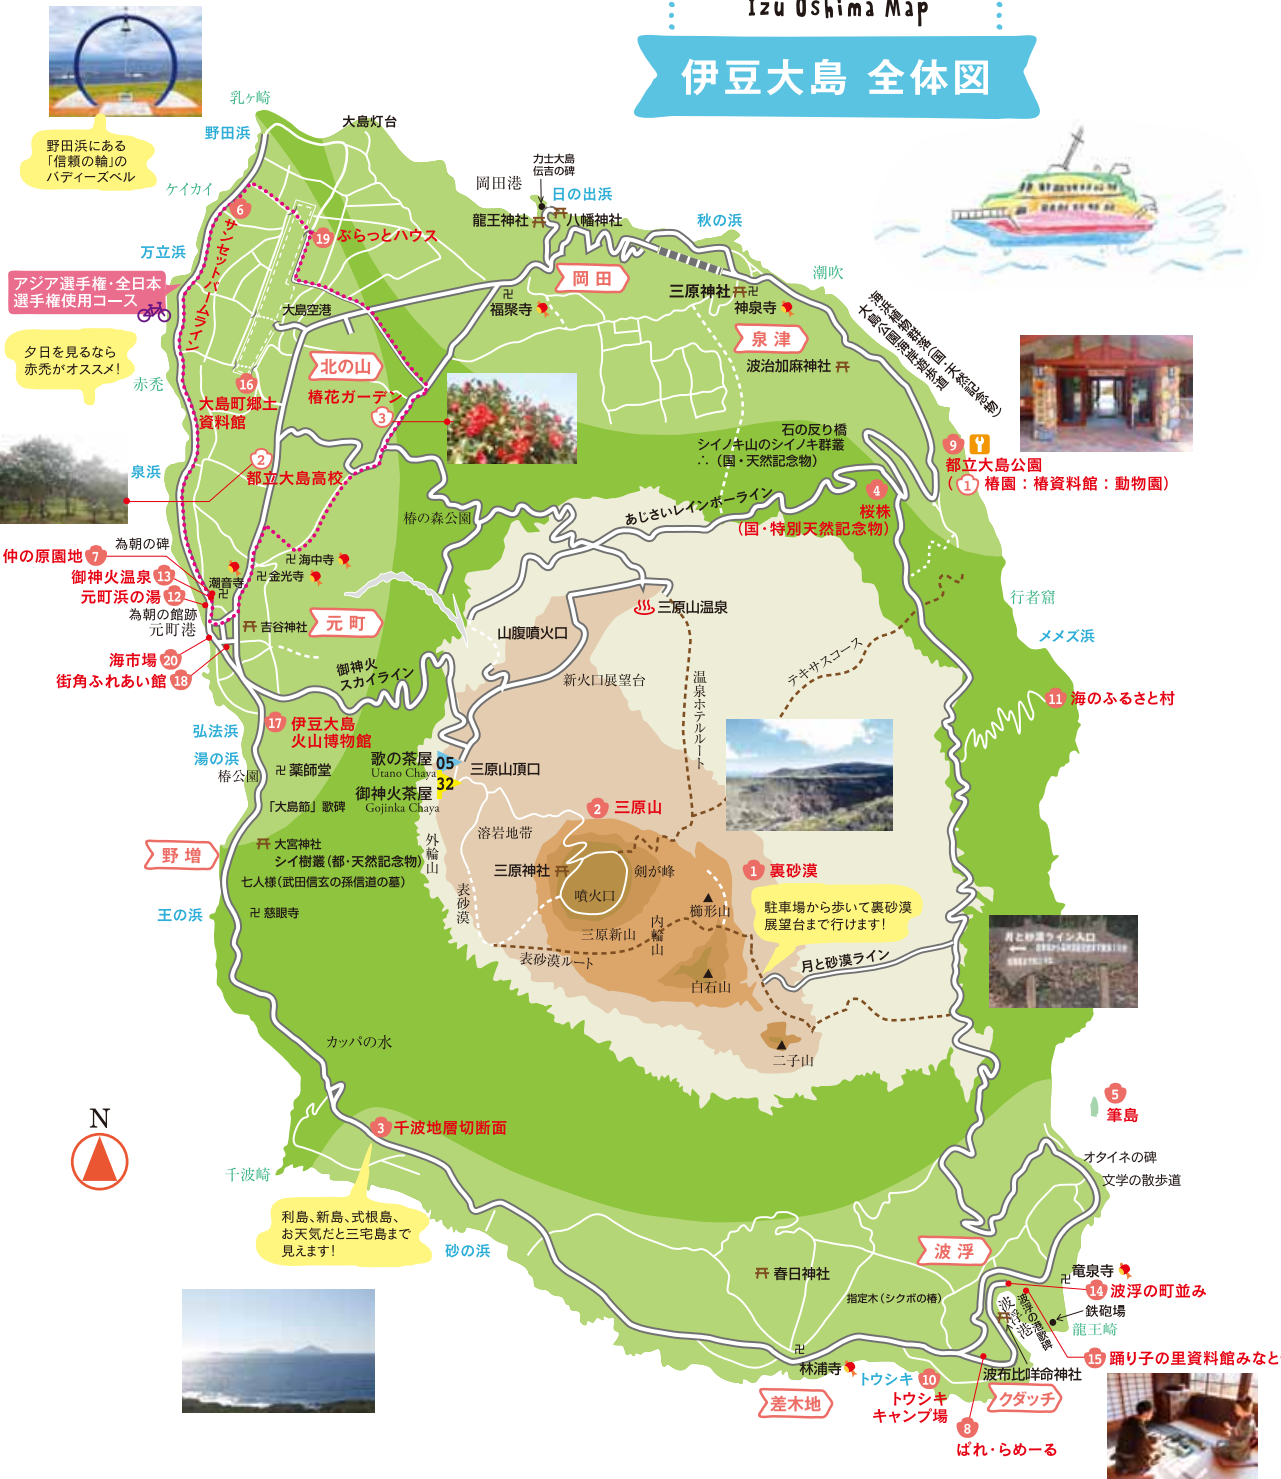 Izu Oshima Map
伊豆大島 全体図
乳ヶ崎
野田浜
大島灯台
野田浜にある
「信頼の輪」の
バディーズベル
ケイカイ
6
サンセットパームライン
19 ぶらっとハウス
万立浜
アジア選手権・全日本
選手権使用コース
夕日を見るなら
赤禿がオススメ!
赤禿
大島空港
力士大島
伝吉の碑
岡田港
日の出浜
龍王神社
八幡神社
秋の浜
岡田
福聚寺
三原神社
神泉寺
潮吹
泉津
波治加麻神社
海浜植物群落(国・天然記念物)
大島公園海岸遊歩道
北の山
椿花ガーデン
3
16
大島町郷土
資料館
2
都立大島高校
泉浜
石の反り橋
シイノキ山のシイノキ群叢
∴(国・天然記念物)
9
都立大島公園
(1 椿園:椿資料館:動物園)
4
桜株
(国・特別天然記念物)
あじさいレインボーライン
椿の森公園
仲の原園地 7
為朝の碑
御神火温泉 13
元町浜の湯 12
潮音寺
海中寺
金光寺
為朝の館跡
元町港
吉谷神社
元町
海市場 20
街角ふれあい館 18
三原山温泉
山腹噴火口
新火口展望台
温泉ホテルルート
テキサスコース
行者窟
メメズ浜
11 海のふるさと村
御神火
スカイライン
弘法浜
17 伊豆大島
火山博物館
湯の浜
椿公園
薬師堂
歌の茶屋 05
Utano Chaya
三原山頂口
32
御神火茶屋
Gojinka Chaya
「大島節」歌碑
2 三原山
溶岩地帯
外輪山
野増
大宮神社
シイ樹叢(都・天然記念物)
七人様(武田信玄の孫信道の墓)
王の浜
慈眼寺
三原神社
剣が峰
噴火口
表砂漠
三原新山
内輪山
櫛形山
1 裏砂漠
駐車場から歩いて裏砂漠
展望台まで行けます!
表砂漠ルート
白石山
月と砂漠ライン
月と砂漠ライン入口
二子山
カッパの水
N
3 千波地層切断面
千波崎
利島、新島、式根島、
お天気だと三宅島まで
見えます!
砂の浜
5
筆島
オタイネの碑
文学の散歩道
波浮
春日神社
指定木(シクボの椿)
竜泉寺
14 波浮の町並み
波浮港
波浮の港歌碑
鉄砲場
龍王崎
15 踊り子の里資料館みなと
林浦寺
トウシキ
10
トウシキ
キャンプ場
差木地
波布比咩命神社
クダッチ
8
ぱれ・らめーる